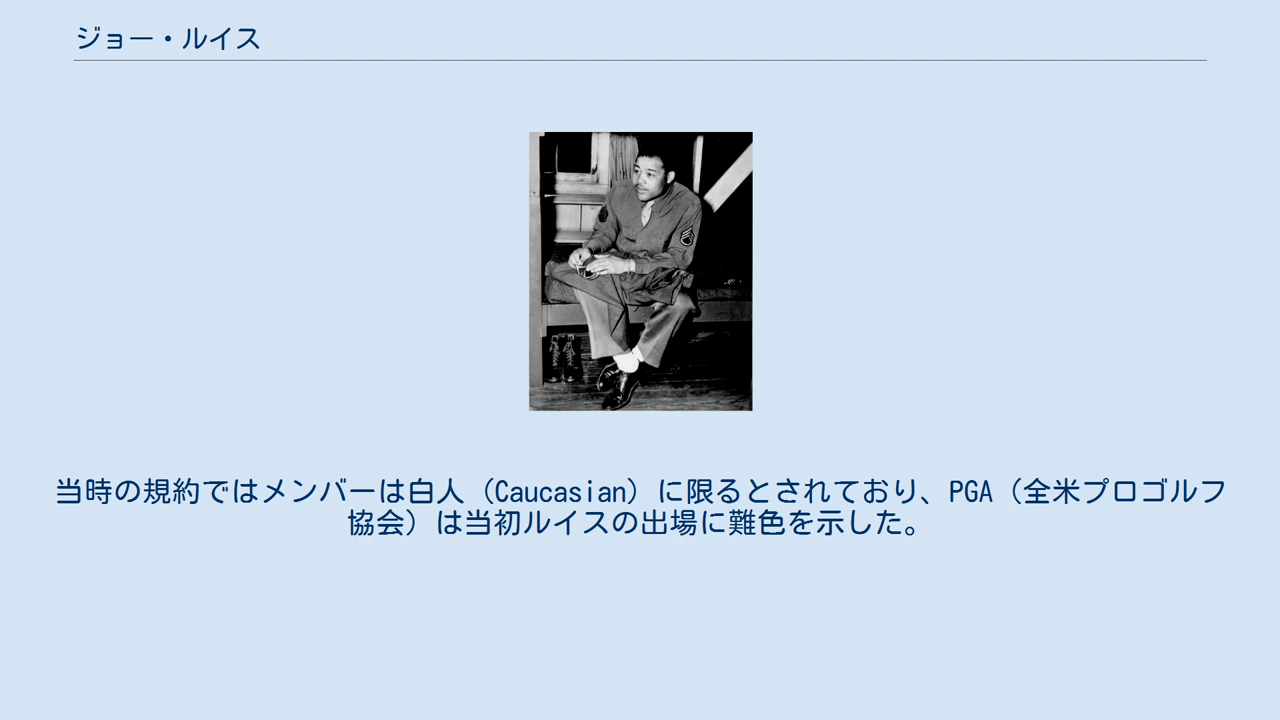 ジョー・ルイス
当時の規約ではメンバーは白人（Caucasian）に限るとされており、PGA（全米プロゴルフ
協会）は当初ルイスの出場に難色を示した。